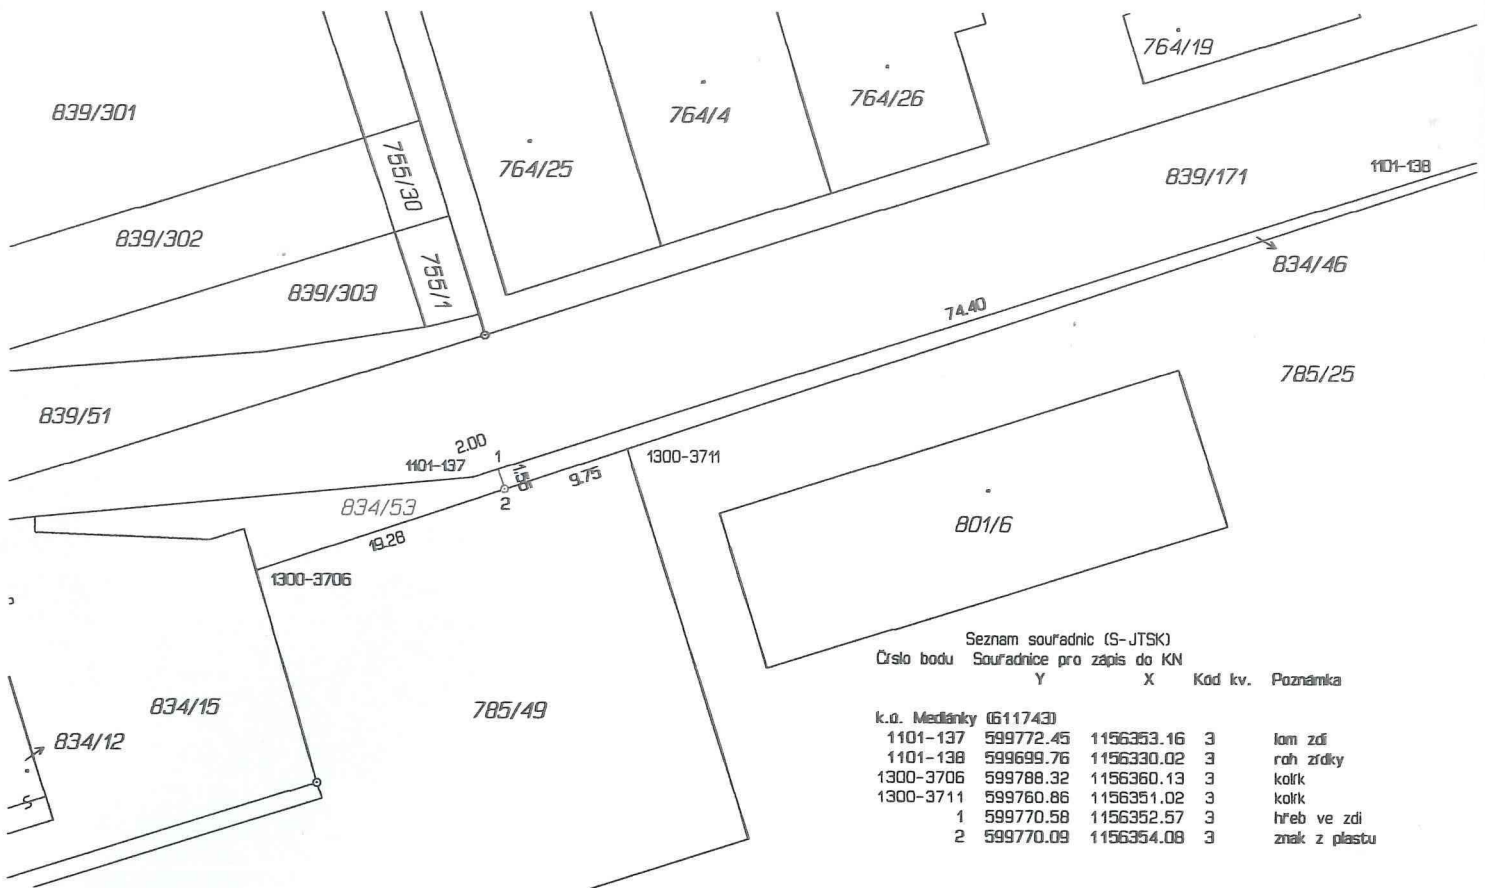 764/19
839/301
764/4
764/26
764/25
755/30
839/171
1101-138
839/302
755/1
839/303
834/46
74.40
785/25
839/51
2.00
1
1101-137
1300-3711
1.55
9.75
834/53
2
801/6
19.28
1300-3706
834/15
785/49
834/12
Seznam souřadnic (S-JTSK)
Číslo bodu Souřadnice pro zápis do KN
Y X Kód kv. Poznámka
k.ú. Medlánky (611743)
1101-137 599772.45 1156353.16 3 lom zdi
1101-138 599699.76 1156330.02 3 roh zídky
1300-3706 599788.32 1156360.13 3 kolík
1300-3711 599760.86 1156351.02 3 kolík
1 599770.58 1156352.57 3 hřeb ve zdi
2 599770.09 1156354.08 3 znak z plastu